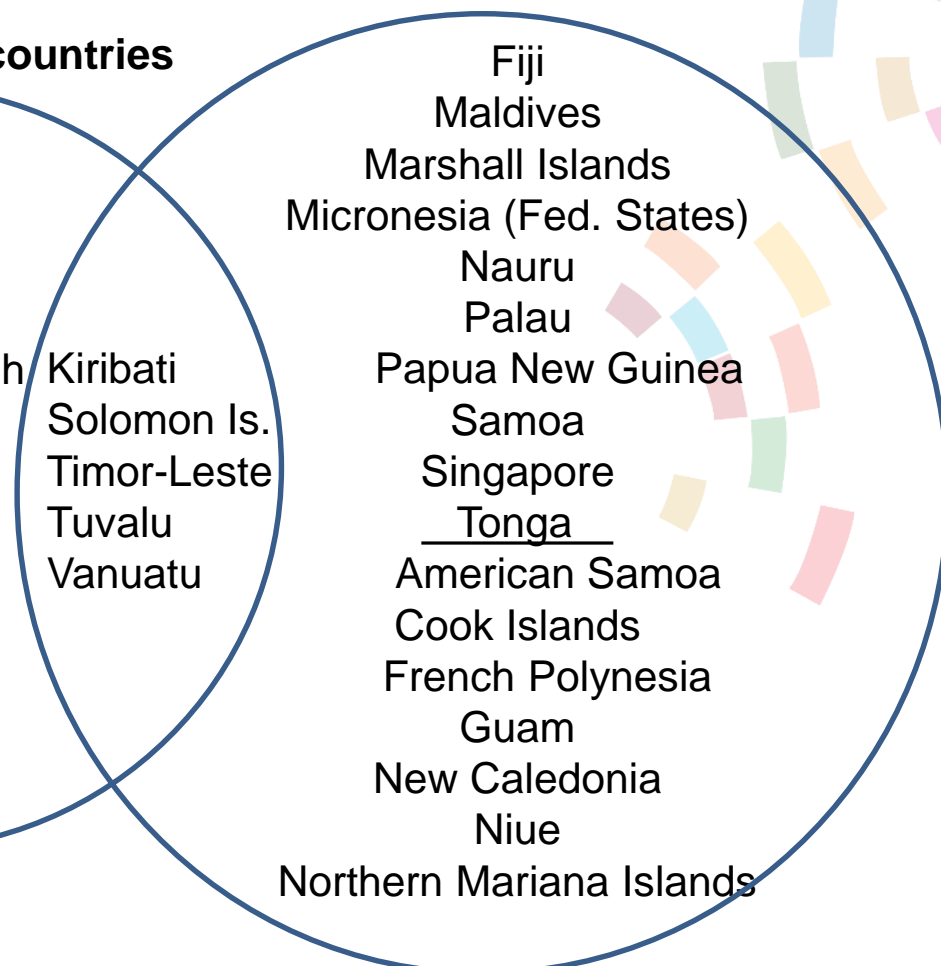 countries
Fiji
Maldives
Marshall Islands
Micronesia (Fed. States)
Nauru
Palau
h
Kiribati
Solomon Is.
Timor-Leste
Tuvalu
Vanuatu
Papua New Guinea
Samoa
Singapore
Tonga
American Samoa
Cook Islands
French Polynesia
Guam
New Caledonia
Niue
Northern Mariana Islands